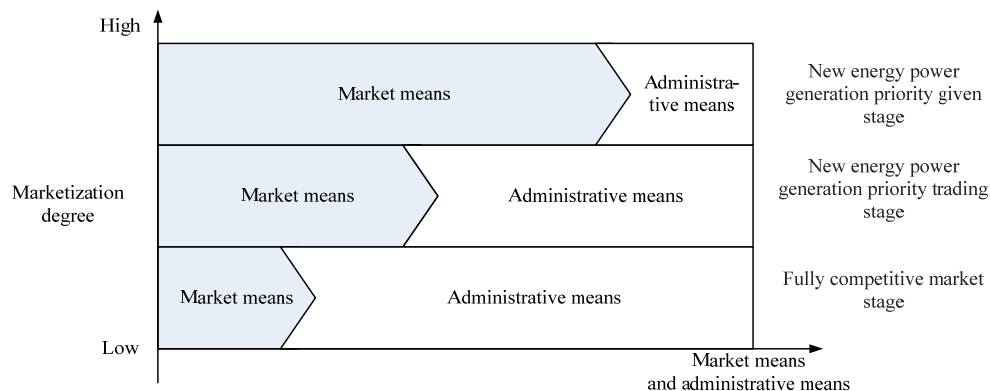 High
Market means
Administra-
tive means
New energy power
generation priority given
stage
Marketization
degree
Market means
Administrative means
New energy power
generation priority trading
stage
Market means
Administrative means
Fully competitive market
stage
Low
Market means
and administrative means